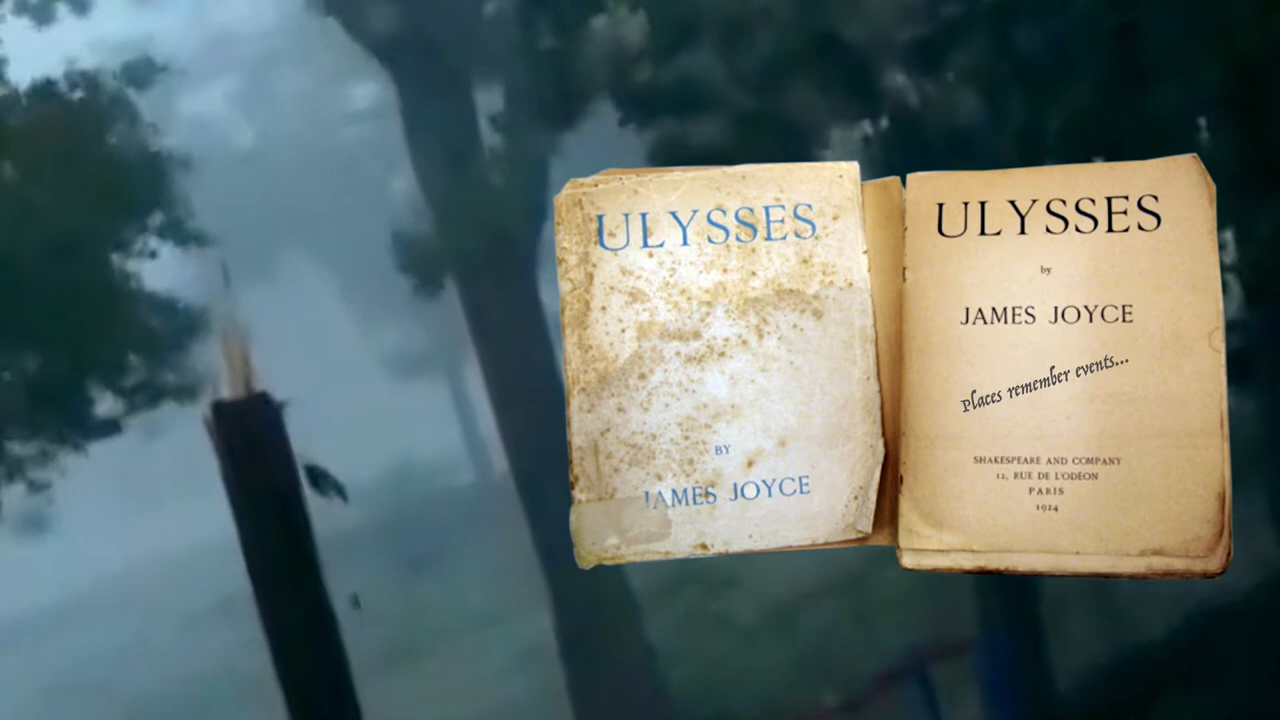 ULYSSES
BY
JAMES JOYCE
ULYSSES
by
JAMES JOYCE
Places remember events...
SHAKESPEARE AND COMPANY
12, RUE DE L'ODÉON
PARIS
1924